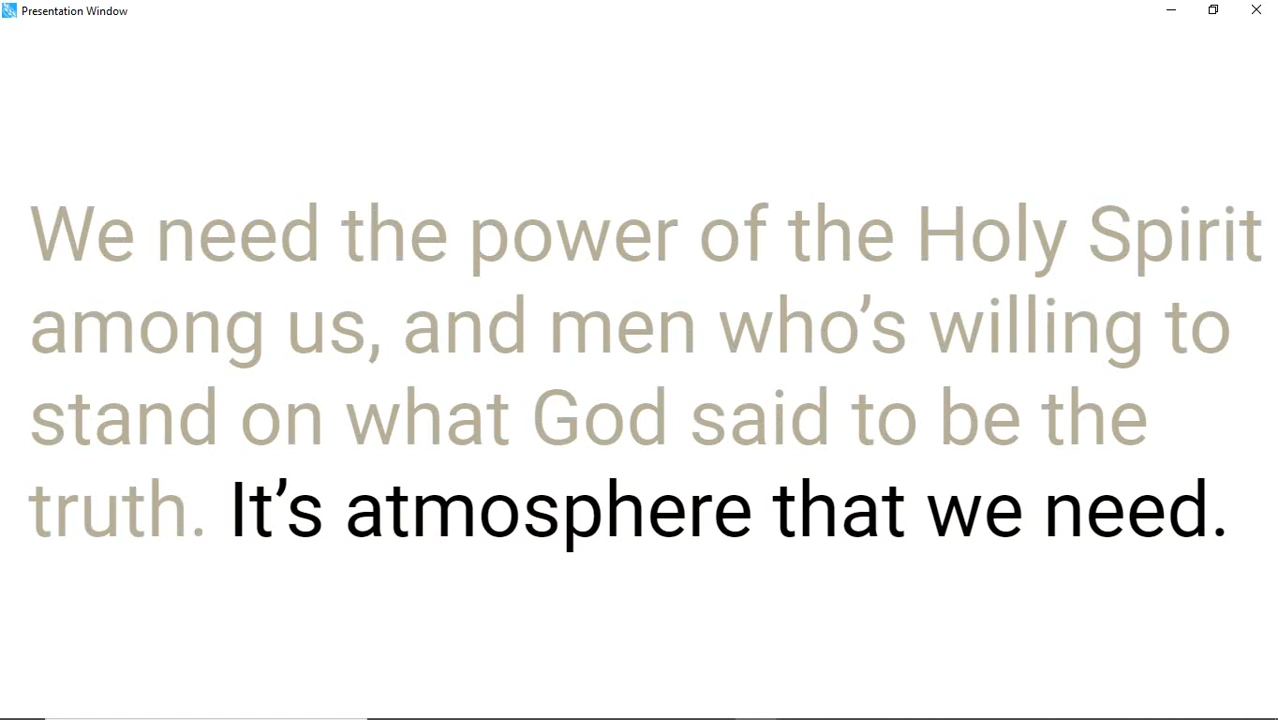 Presentation Window
We need the power of the Holy Spirit
among us, and men who’s willing to
stand on what God said to be the
truth. It’s atmosphere that we need.